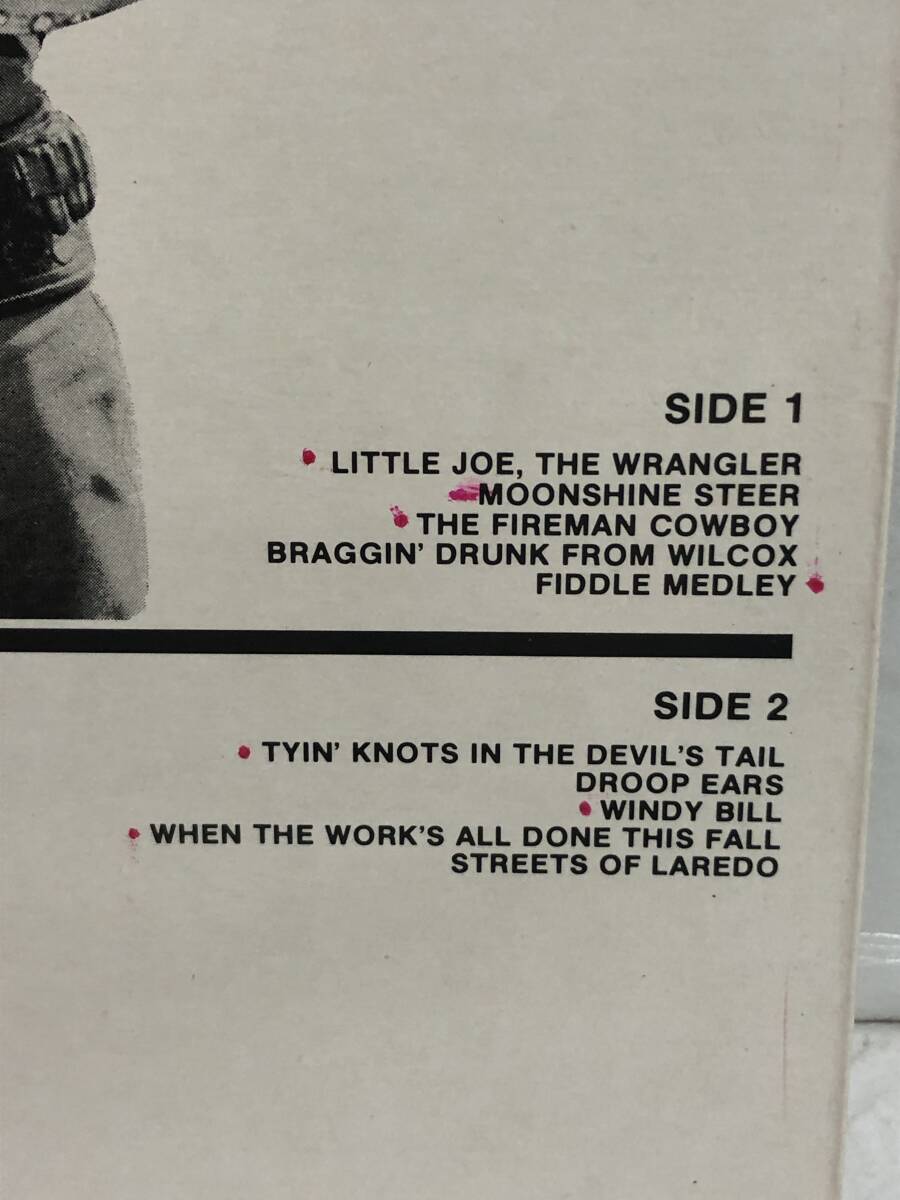 SIDE 1
LITTLE JOE, THE WRANGLER
MOONSHINE STEER
THE FIREMAN COWBOY
BRAGGIN' DRUNK FROM WILCOX
FIDDLE MEDLEY
SIDE 2
TYIN' KNOTS IN THE DEVIL'S TAIL
DROOP EARS
WINDY BILL
WHEN THE WORK'S ALL DONE THIS FALL
STREETS OF LAREDO